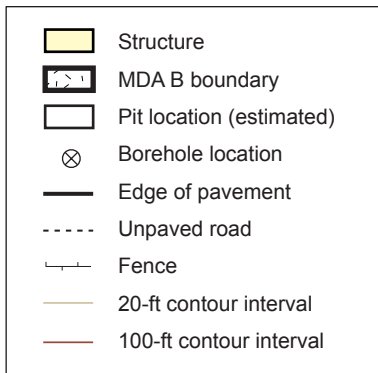 Structure
MDA B boundary
Pit location (estimated)
Borehole location
Edge of pavement
Unpaved road
Fence
20-ft contour interval
100-ft contour interval